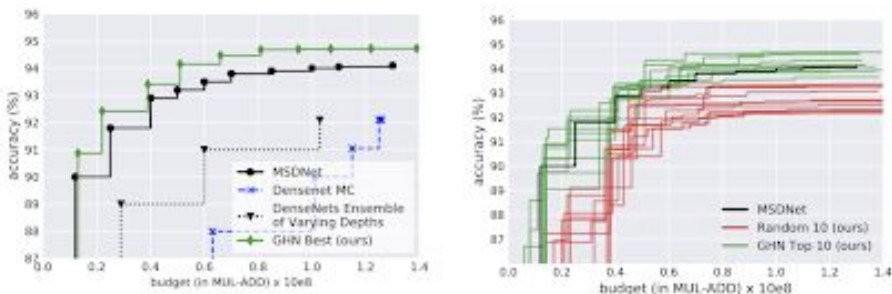 96
95
94
93
92
91
90
89
88
accuracy (%)
MSDNet
Densenet MC
DenseNets Ensemble
of Varying Depths
GHN Best (ours)
0.0 0.2 0.4 0.6 0.8 1.0 1.2 1.4
budget (in MUL-ADD) x 10e8
96
95
94
93
92
91
90
89
88
87
accuracy (%)
MSDNet
Random 10 (ours)
GHN Top 10 (ours)
0.0 0.2 0.4 0.6 0.8 1.0 1.2 1.4
budget (in MUL-ADD) x 10e8